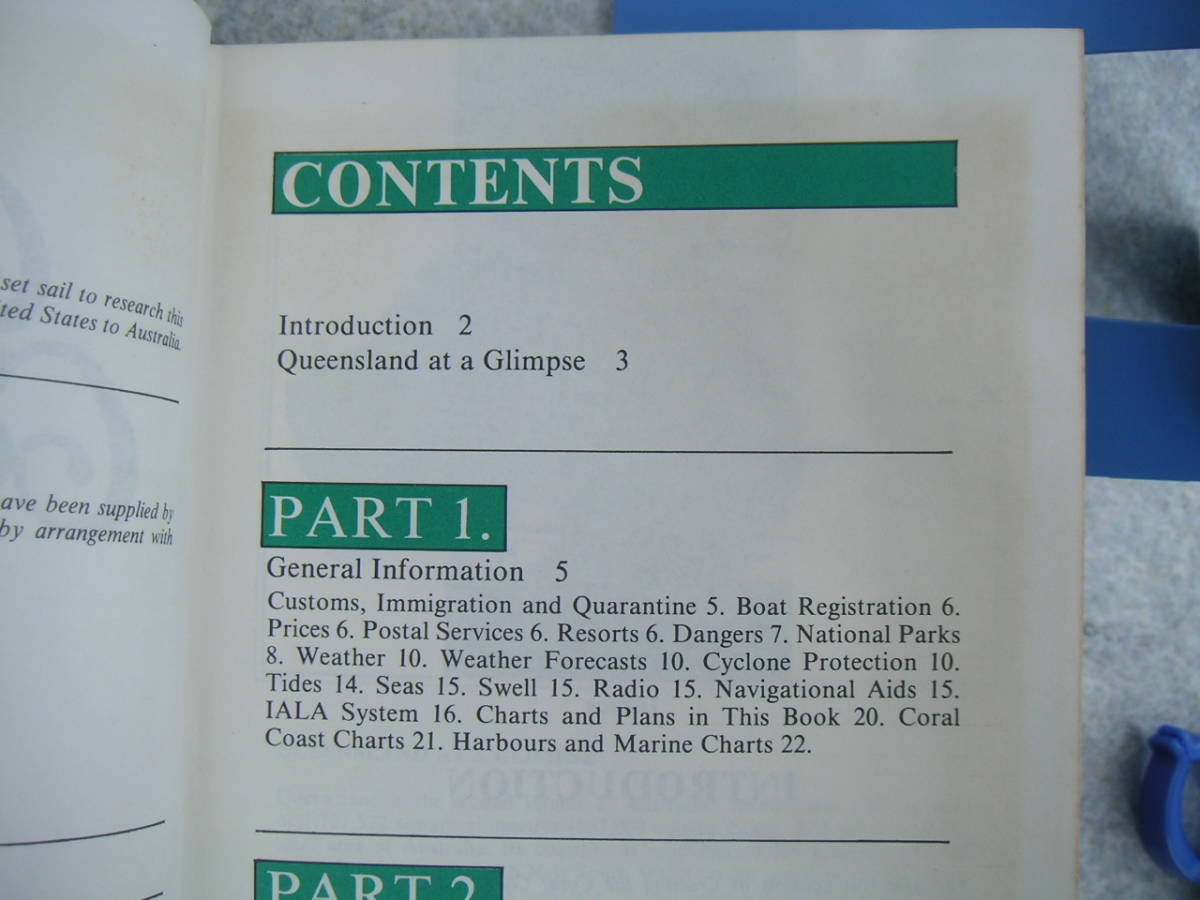 set sail to research this
ted States to Australia.
ave been supplied by
by arrangement with
CONTENTS
Introduction 2
Queensland at a Glimpse 3
PART 1.
General Information 5
Customs, Immigration and Quarantine 5. Boat Registration 6.
Prices 6. Postal Services 6. Resorts 6. Dangers 7. National Parks
8. Weather 10. Weather Forecasts 10. Cyclone Protection 10.
Tides 14. Seas 15. Swell 15. Radio 15. Navigational Aids 15.
IALA System 16. Charts and Plans in This Book 20. Coral
Coast Charts 21. Harbours and Marine Charts 22.
INTRODUCTION
PART 2